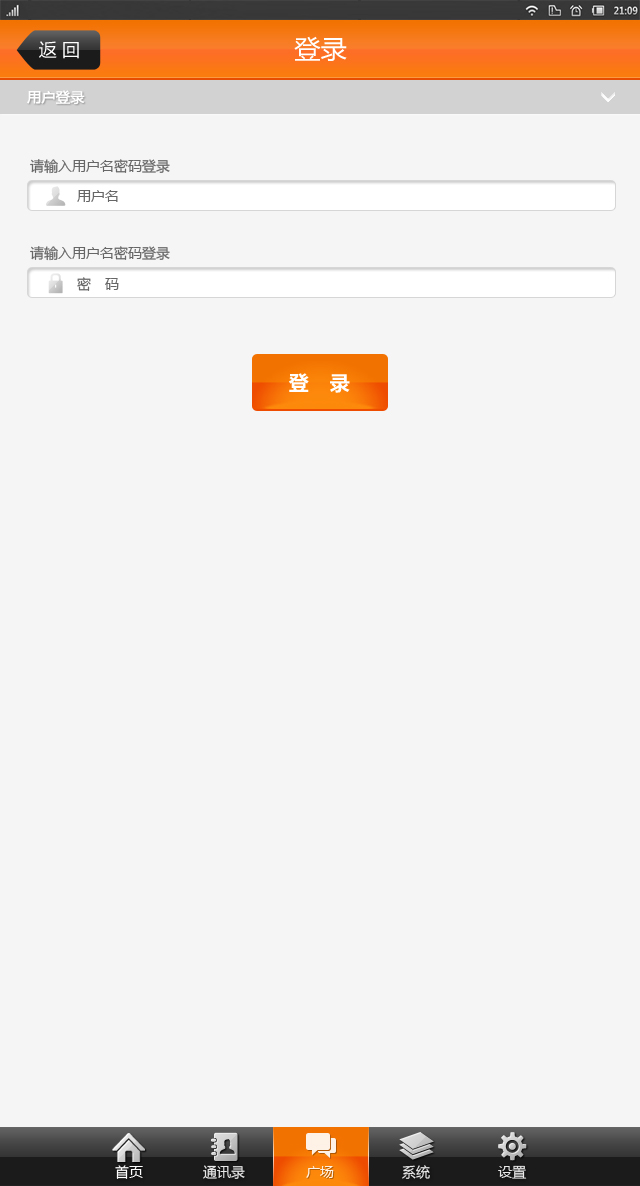 21:09
返 回
登录
用户登录
请输入用户名密码登录
用户名
请输入用户名密码登录
密 码
登 录
首页 通讯录 广场 系统 设置